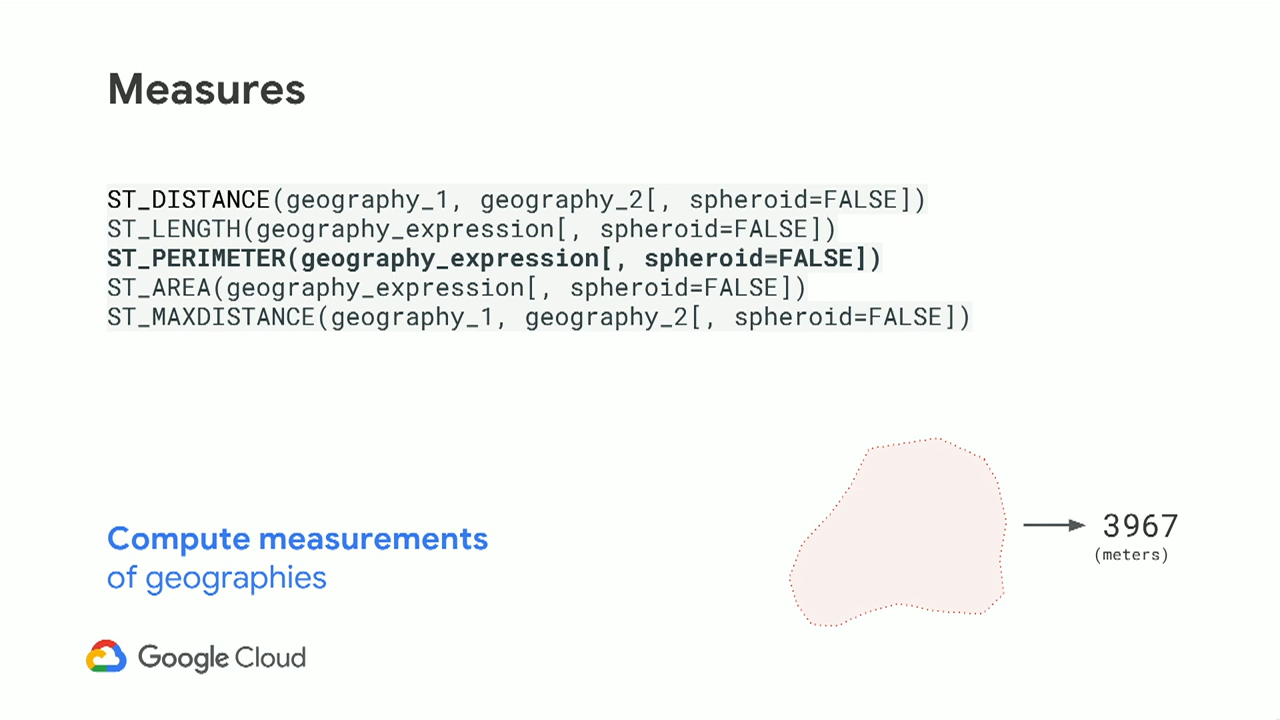 Measures
ST_DISTANCE(geography_1, geography_2[, spheroid=FALSE])
ST_LENGTH(geography_expression[, spheroid=FALSE])
ST_PERIMETER(geography_expression[, spheroid=FALSE])
ST_AREA(geography_expression[, spheroid=FALSE])
ST_MAXDISTANCE(geography_1, geography_2[, spheroid=FALSE])
3967
(meters)
Compute measurements
of geographies
Google Cloud